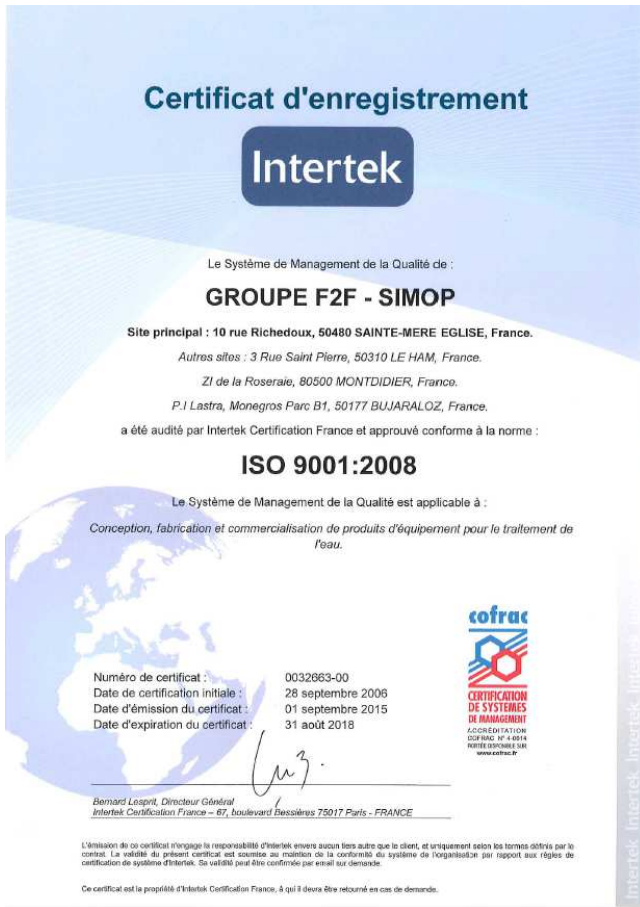 Certificat d'enregistrement
Intertek
Le Système de Management de la Qualité de :
GROUPE F2F - SIMOP
Site principal : 10 rue Richedoux, 50480 SAINTE-MERE EGLISE, France.
Autres sites : 3 Rue Saint Pierre, 50310 LE HAM, France.
ZI de la Roseraie, 80500 MONTDIDIER, France.
P.I Lastra, Monegros Parc B1, 50177 BUJARALOZ, France.
a été audité par Intertek Certification France et approuvé conforme à la norme :
ISO 9001:2008
Le Système de Management de la Qualité est applicable à :
Conception, fabrication et commercialisation de produits d'équipement pour le traitement de
l'eau.
Numéro de certificat : 0032663-00
Date de certification initiale : 28 septembre 2006
Date d'émission du certificat : 01 septembre 2015
Date d'expiration du certificat : 31 août 2018
cofrac
CERTIFICATION
DE SYSTEMES
DE MANAGEMENT
ACCREDITATION
COFRAC N° 4-0014
PORTÉE DISPONIBLE SUR
www.cofrac.fr
Bernard Lesprit, Directeur Général
Intertek Certification France – 67, boulevard Bessières 75017 Paris - FRANCE
L'émission de ce certificat n'engage la responsabilité d'Intertek envers aucun tiers autre que le client, et uniquement selon les termes définis par le
contrat. La validité du présent certificat est soumise au maintien de la conformité du système de l'organisation par rapport aux règles de
certification de système d'Intertek. Sa validité peut être confirmée par email sur demande.
Ce certificat est la propriété d'Intertek Certification France, à qui il devra être retourné en cas de demande.
Intertek Intertek Intertek Intertek